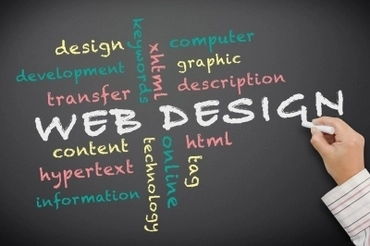 design
keywords
xhtml
computer
development
graphic
transfer
description
WEB DESIGN
content
technology
online
html
hypertext
tag
information